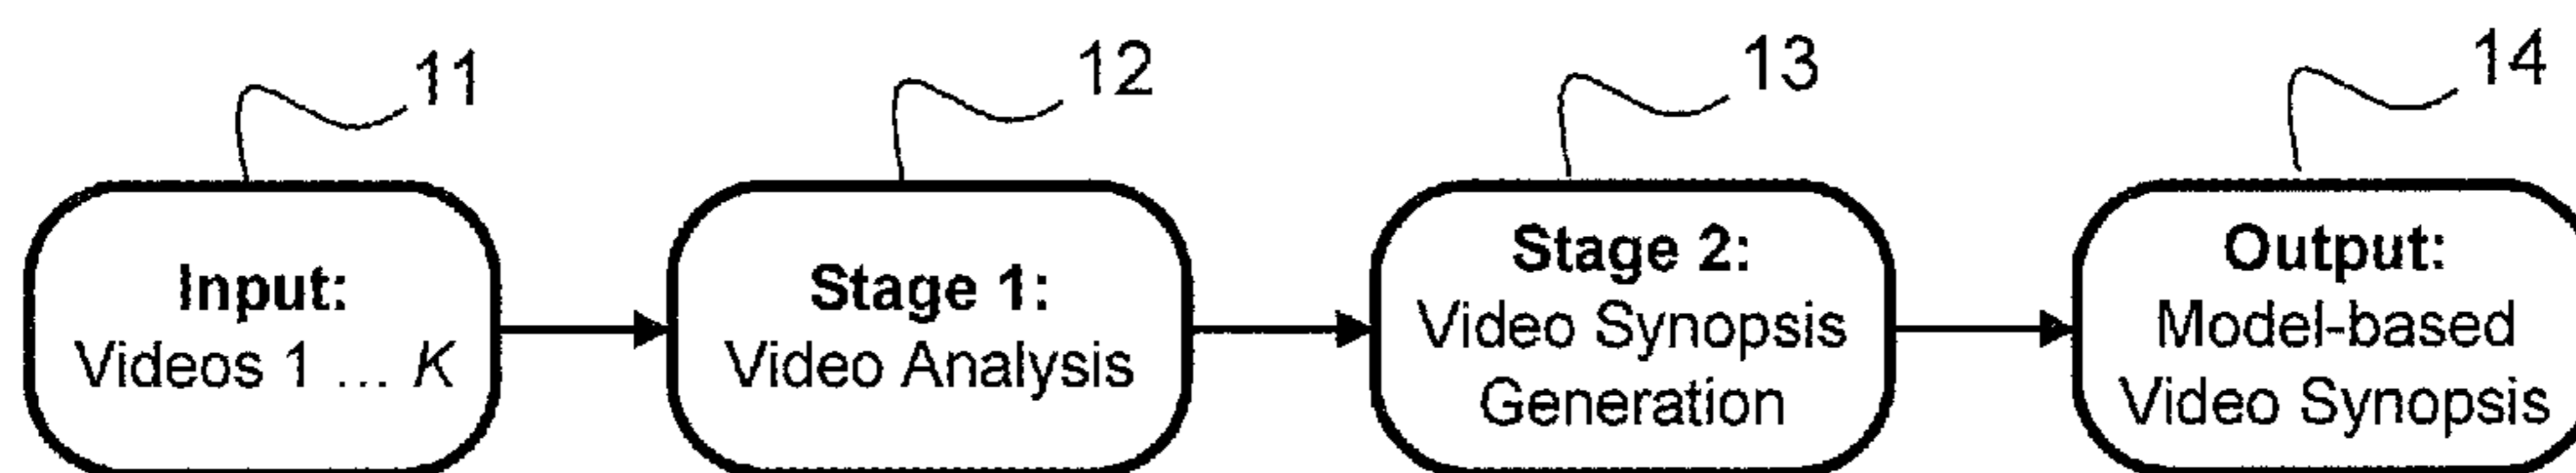 11
12
13
14
Input:
Videos 1 ... K
Stage 1:
Video Analysis
Stage 2:
Video Synopsis
Generation
Output:
Model-based
Video Synopsis